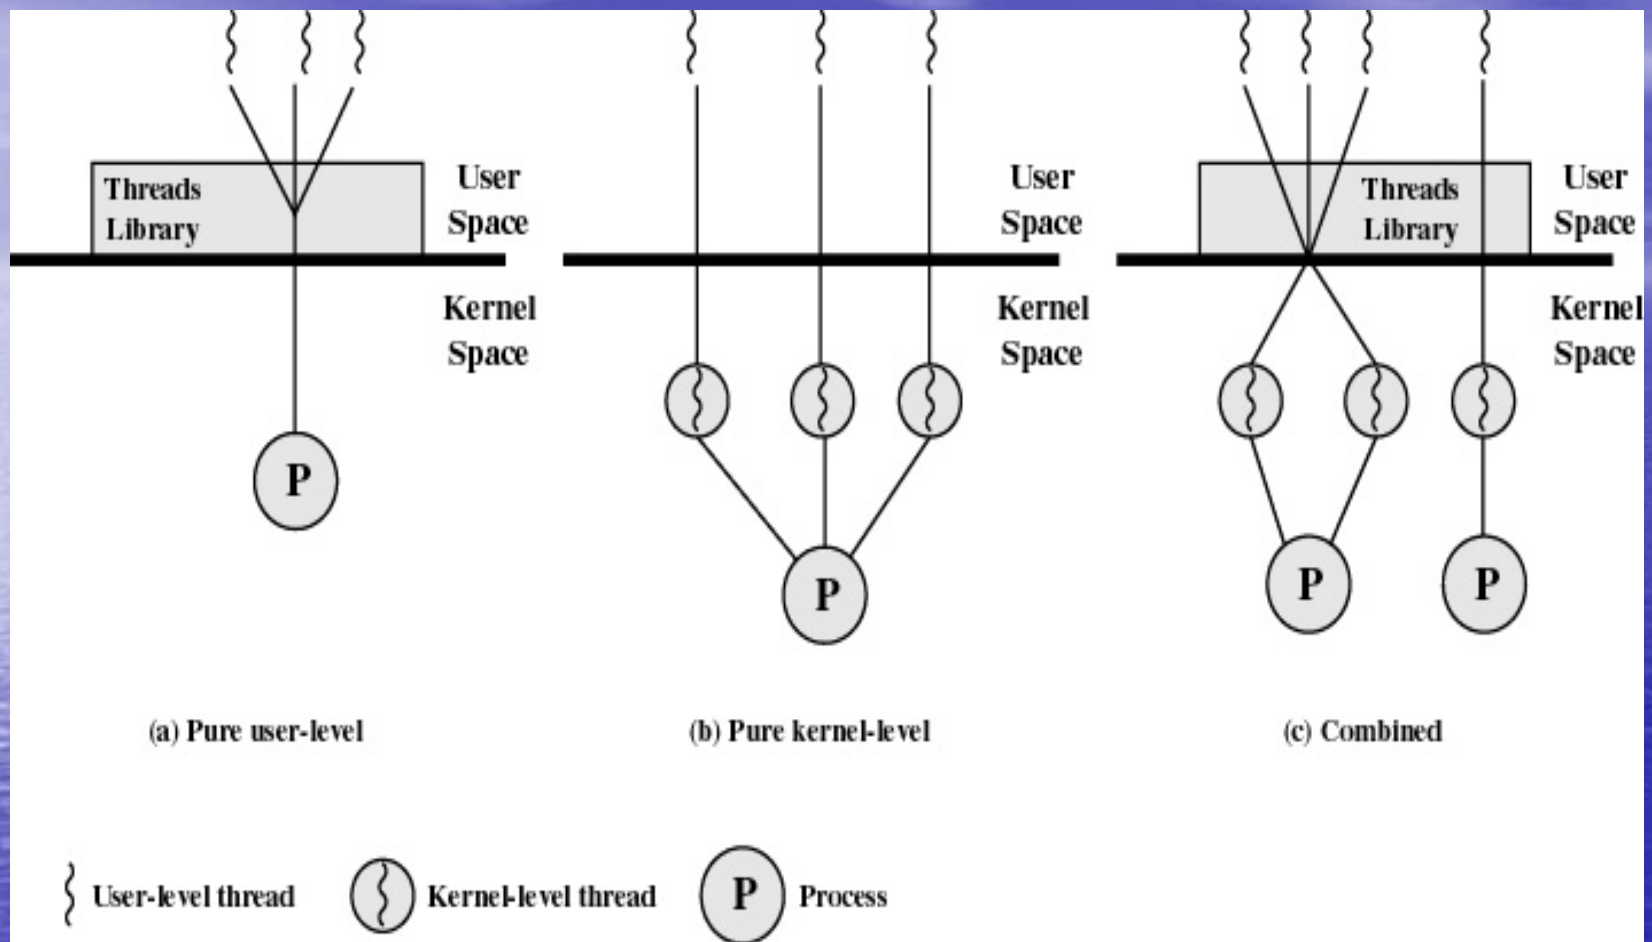 Threads
Library
User
Space
Kernel
Space
P
(a) Pure user-level
User
Space
Kernel
Space
P
(b) Pure kernel-level
Threads
Library
User
Space
Kernel
Space
P
P
(c) Combined
User-level thread
Kernel-level thread
P
Process